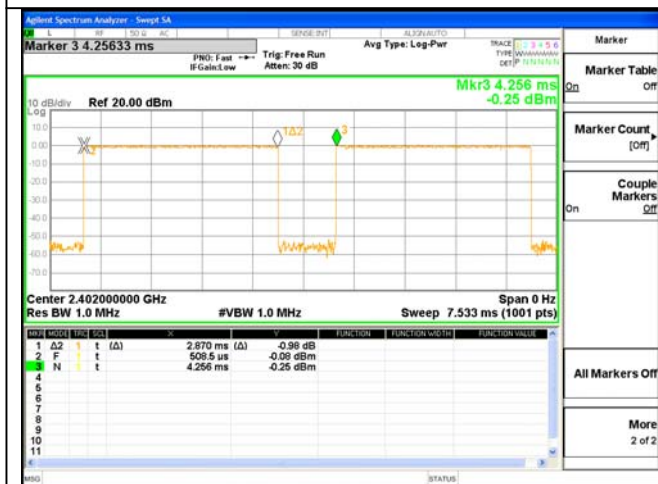 Agilent Spectrum Analyzer - Swept SA
L RF 50 Ω AC SENSE:INT ALIGNAUTO
Marker 3 4.25633 ms
PNO: Fast
IFGain:Low
Trig: Free Run
Atten: 30 dB
Avg Type: Log-Pwr
TRACE 1 2 3 4 5 6
TYPE
DET P N N N N N
Mkr3 4.256 ms
-0.25 dBm
10 dB/div Ref 20.00 dBm
Log
10.0
0.00
-10.0
-20.0
-30.0
-40.0
-50.0
-60.0
-70.0
2
1Δ2
3
Center 2.402000000 GHz Span 0 Hz
Res BW 1.0 MHz #VBW 1.0 MHz Sweep 7.533 ms (1001 pts)
MKR MODE TRC SCL X Y FUNCTION FUNCTION WIDTH FUNCTION VALUE
1 Δ2 1 t (Δ) 2.870 ms (Δ) -0.98 dB
2 F 1 t 508.5 us -0.08 dBm
3 N 1 t 4.256 ms -0.25 dBm
4
5
6
7
8
9
10
11
MSG STATUS
Marker
Marker Table
On Off
Marker Count
[Off]
Couple
Markers
On Off
All Markers Off
More
2 of 2